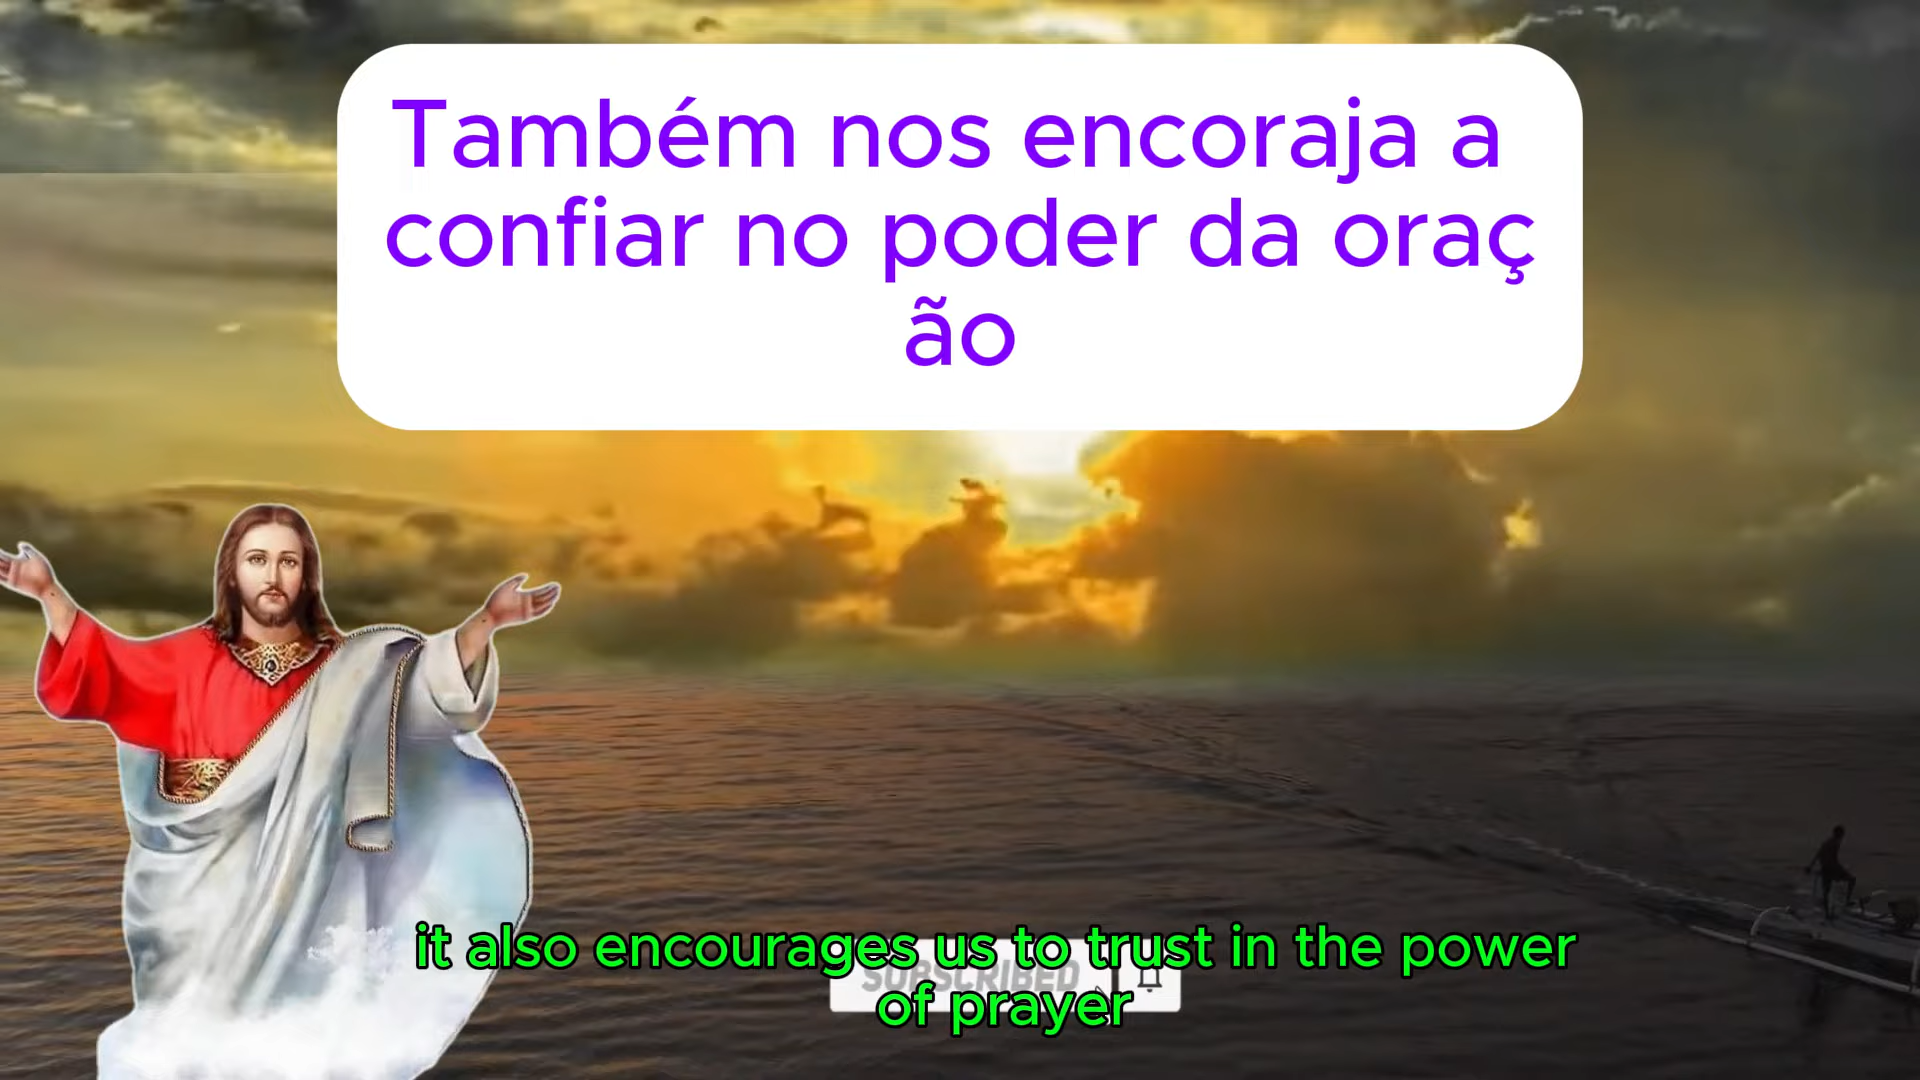 Também nos encoraja a
confiar no poder da oraç
ão
it also encourages us to trust in the power
SUBSCRIBED
of prayer